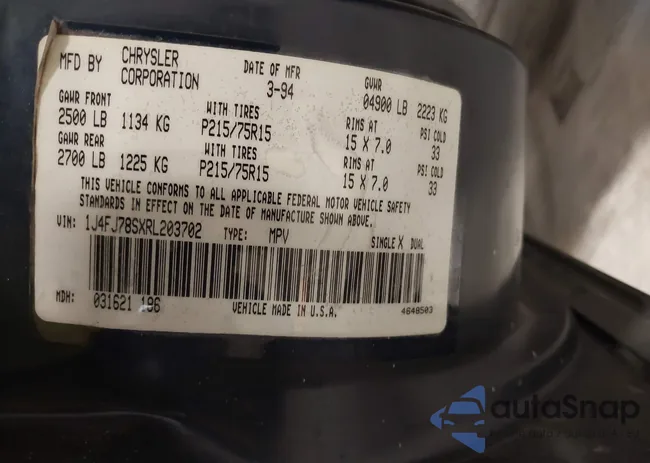 MFD BY CHRYSLER CORPORATION DATE OF MFR 3-94 GVWR 04900 LB 2223 KG
GAWR FRONT WITH TIRES RIMS AT PSI COLD
2500 LB 1134 KG P215/75R15 15 X 7.0 33
GAWR REAR WITH TIRES RIMS AT PSI COLD
2700 LB 1225 KG P215/75R15 15 X 7.0 33
THIS VEHICLE CONFORMS TO ALL APPLICABLE FEDERAL MOTOR VEHICLE SAFETY
STANDARDS IN EFFECT ON THE DATE OF MANUFACTURE SHOWN ABOVE.
VIN: 1J4FJ78SXRL203702 TYPE: MPV SINGLE X DUAL
MDH: 031621 196 VEHICLE MADE IN U.S.A. 4648503
autoSnap